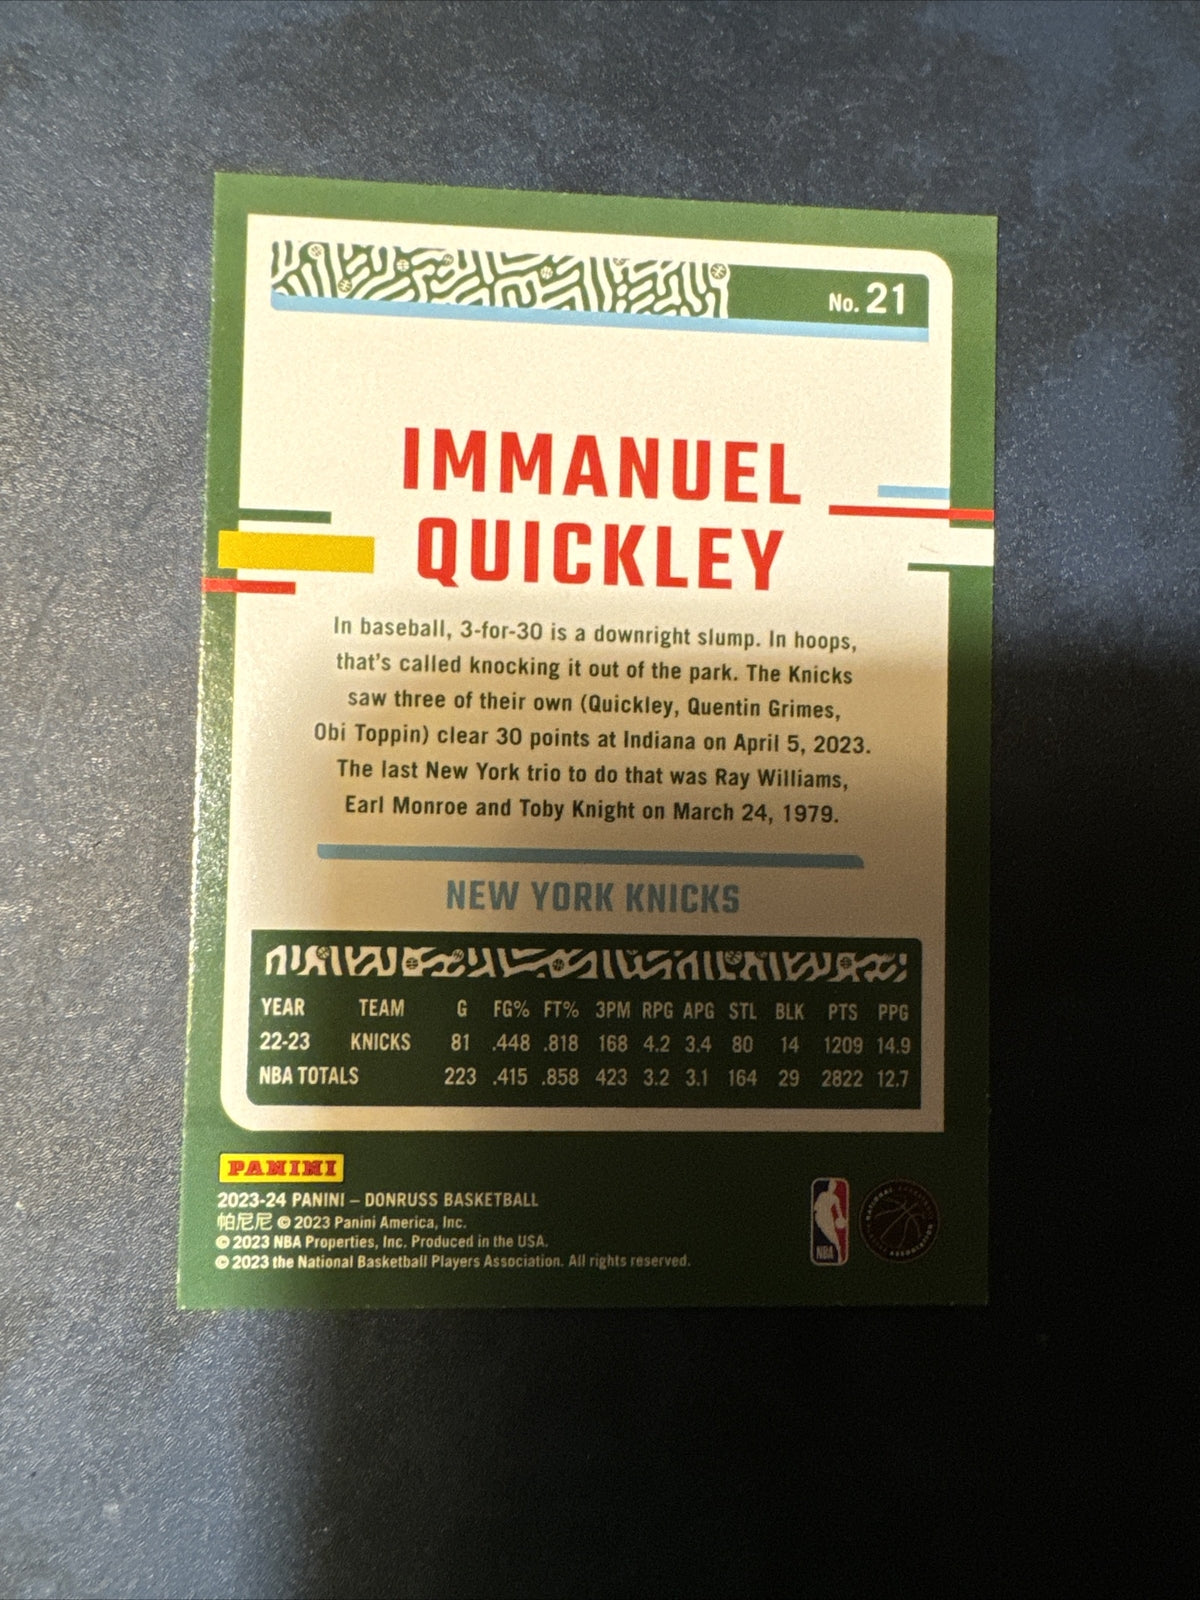 No. 21
IMMANUEL
QUICKLEY
In baseball, 3-for-30 is a downright slump. In hoops,
that's called knocking it out of the park. The Knicks
saw three of their own (Quickley, Quentin Grimes,
Obi Toppin) clear 30 points at Indiana on April 5, 2023.
The last New York trio to do that was Ray Williams,
Earl Monroe and Toby Knight on March 24, 1979.
NEW YORK KNICKS
YEAR TEAM G FG% FT% 3PM RPG APG STL BLK PTS PPG
22-23 KNICKS 81 .448 .818 168 4.2 3.4 80 14 1209 14.9
NBA TOTALS 223 .415 .858 423 3.2 3.1 164 29 2822 12.7
PANINI
2023-24 PANINI – DONRUSS BASKETBALL
帕尼尼 © 2023 Panini America, Inc.
© 2023 NBA Properties, Inc. Produced in the USA.
© 2023 the National Basketball Players Association. All rights reserved.
NBA
NATIONAL BASKETBALL PLAYERS ASSOCIATION